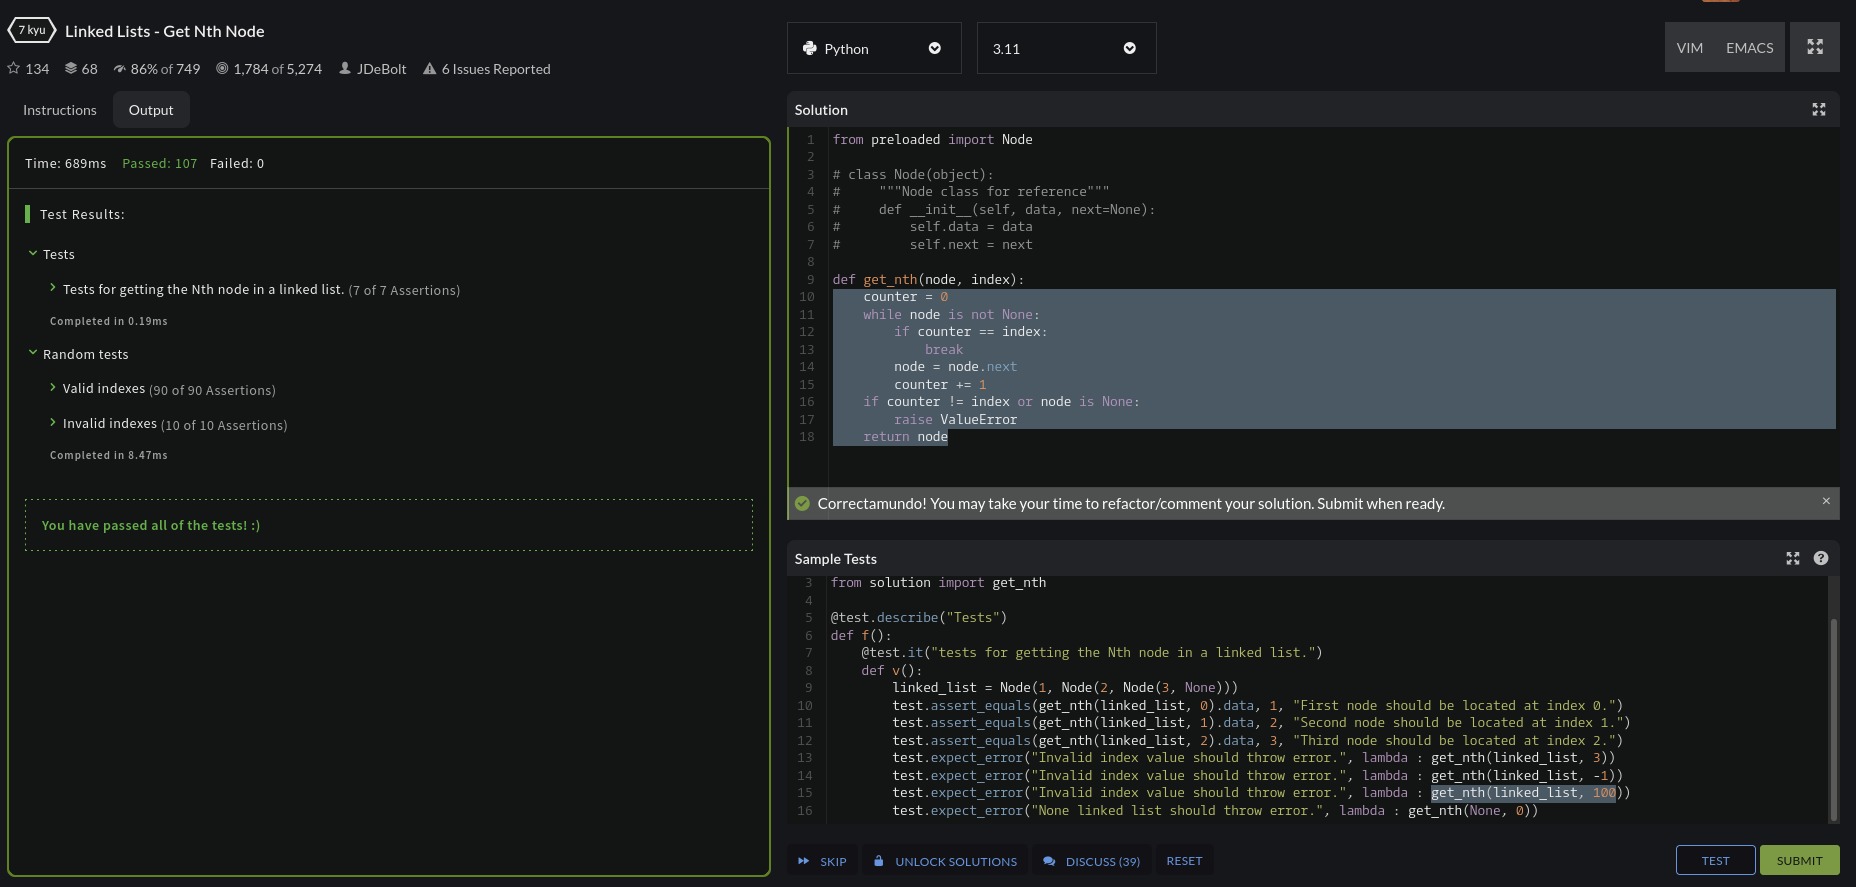 7 kyu
Linked Lists - Get Nth Node
134 68 86% of 749 1,784 of 5,274 JDeBolt 6 Issues Reported
Instructions
Output
Time: 689ms Passed: 107 Failed: 0
Test Results:
Tests
Tests for getting the Nth node in a linked list. (7 of 7 Assertions)
Completed in 0.19ms
Random tests
Valid indexes (90 of 90 Assertions)
Invalid indexes (10 of 10 Assertions)
Completed in 8.47ms
You have passed all of the tests! :)
Python
3.11
VIM EMACS
Solution
1 from preloaded import Node
2
3 # class Node(object):
4 #     """Node class for reference"""
5 #     def __init__(self, data, next=None):
6 #         self.data = data
7 #         self.next = next
8
9 def get_nth(node, index):
10     counter = 0
11     while node is not None:
12         if counter == index:
13             break
14         node = node.next
15         counter += 1
16     if counter != index or node is None:
17         raise ValueError
18     return node
Correctamundo! You may take your time to refactor/comment your solution. Submit when ready. ×
Sample Tests
3 from solution import get_nth
4
5 @test.describe("Tests")
6 def f():
7     @test.it("tests for getting the Nth node in a linked list.")
8     def v():
9         linked_list = Node(1, Node(2, Node(3, None)))
10         test.assert_equals(get_nth(linked_list, 0).data, 1, "First node should be located at index 0.")
11         test.assert_equals(get_nth(linked_list, 1).data, 2, "Second node should be located at index 1.")
12         test.assert_equals(get_nth(linked_list, 2).data, 3, "Third node should be located at index 2.")
13         test.expect_error("Invalid index value should throw error.", lambda : get_nth(linked_list, 3))
14         test.expect_error("Invalid index value should throw error.", lambda : get_nth(linked_list, -1))
15         test.expect_error("Invalid index value should throw error.", lambda : get_nth(linked_list, 100))
16         test.expect_error("None linked list should throw error.", lambda : get_nth(None, 0))
SKIP UNLOCK SOLUTIONS DISCUSS (39) RESET TEST SUBMIT